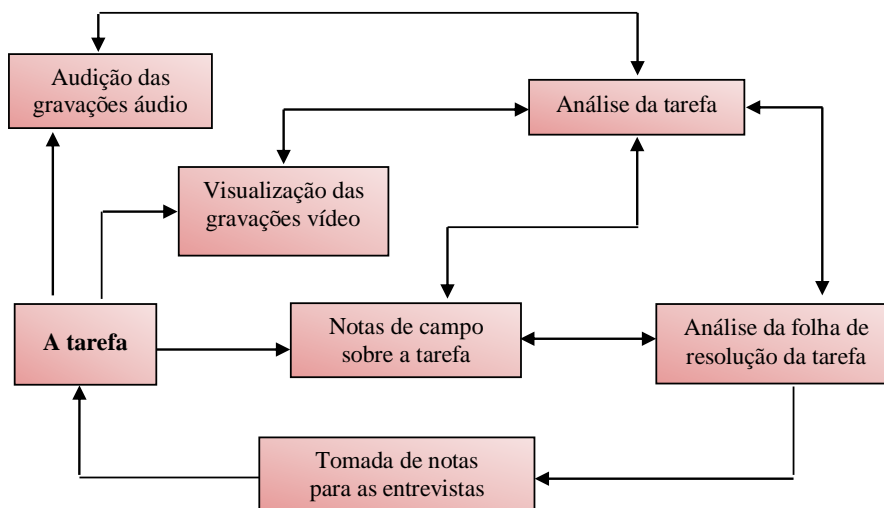 Audição das
gravações áudio
Análise da tarefa
Visualização das
gravações vídeo
A tarefa
Notas de campo
sobre a tarefa
Análise da folha de
resolução da tarefa
Tomada de notas
para as entrevistas